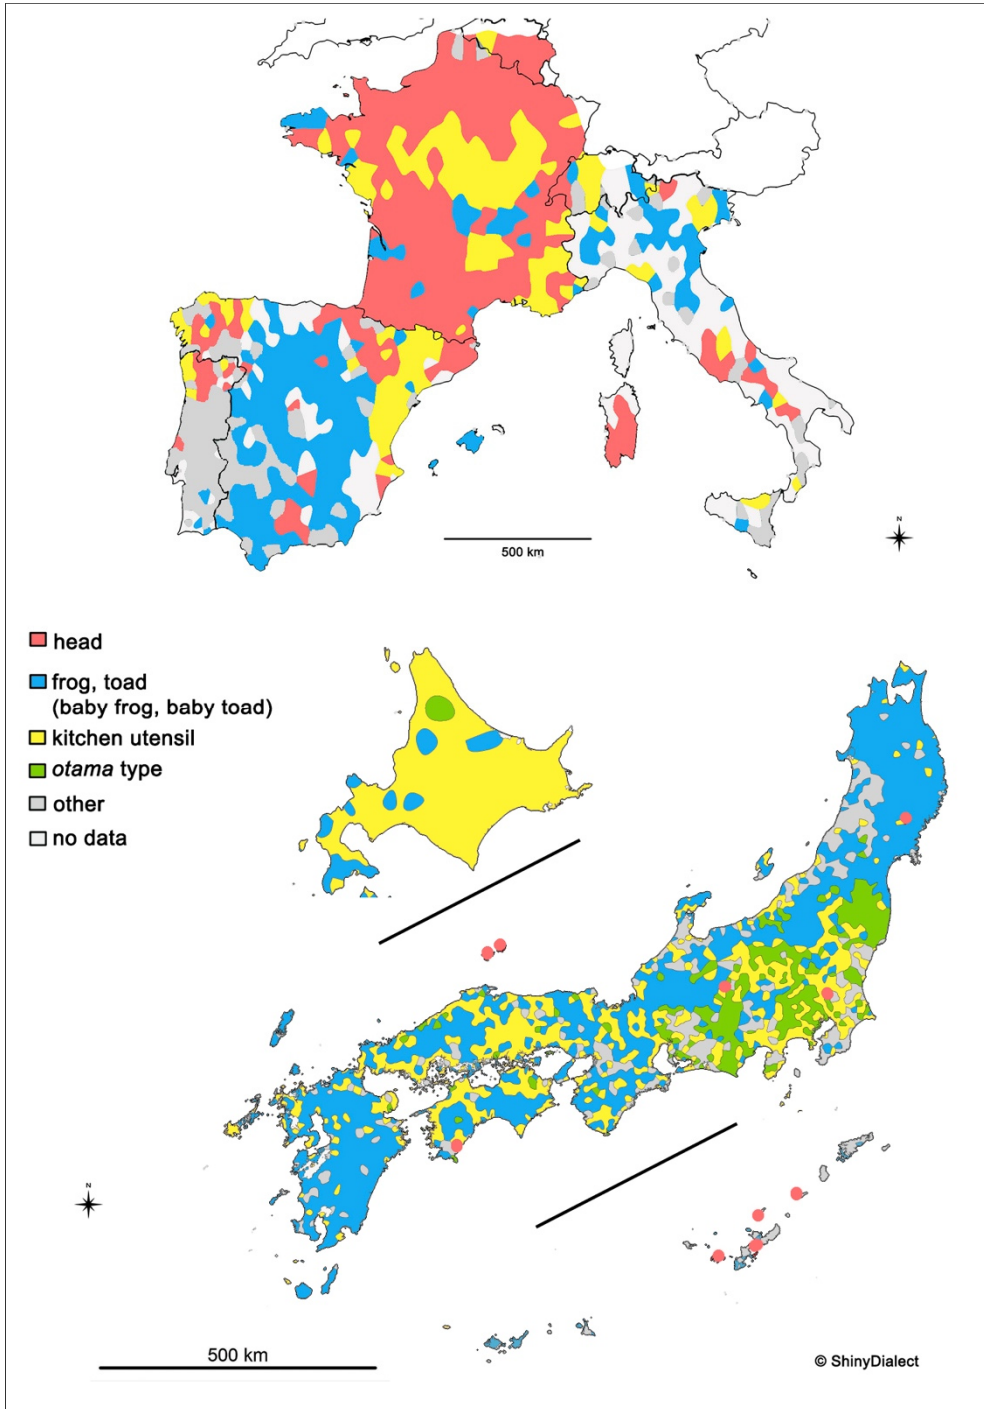 N
500 km
head
frog, toad
(baby frog, baby toad)
kitchen utensil
otama type
other
no data
N
500 km
© ShinyDialect